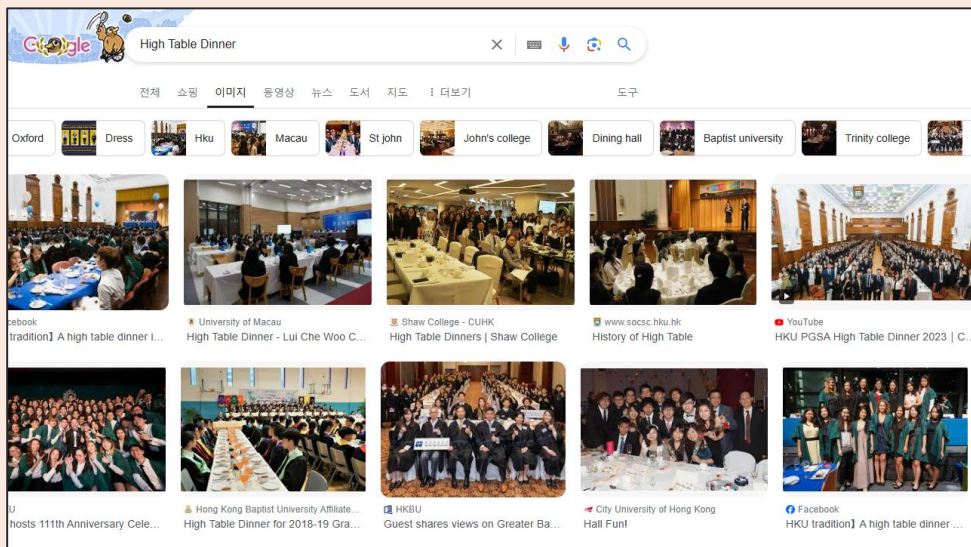 Google
High Table Dinner
전체 쇼핑 이미지 동영상 뉴스 도서 지도 더보기 도구
Oxford Dress Hku Macau St john John's college Dining hall Baptist university Trinity college
cebook University of Macau Shaw College - CUHK www.socsc.hku.hk YouTube
tradition】A high table dinner i... High Table Dinner - Lui Che Woo C... High Table Dinners | Shaw College History of High Table HKU PGSA High Table Dinner 2023 | C...
U Hong Kong Baptist University Affiliate... HKBU City University of Hong Kong Facebook
hosts 111th Anniversary Cele... High Table Dinner for 2018-19 Gra... Guest shares views on Greater Ba... Hall Fun! HKU tradition】A high table dinner ...